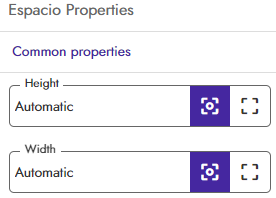 Espacio Properties
Common properties
Height
Automatic
Width
Automatic